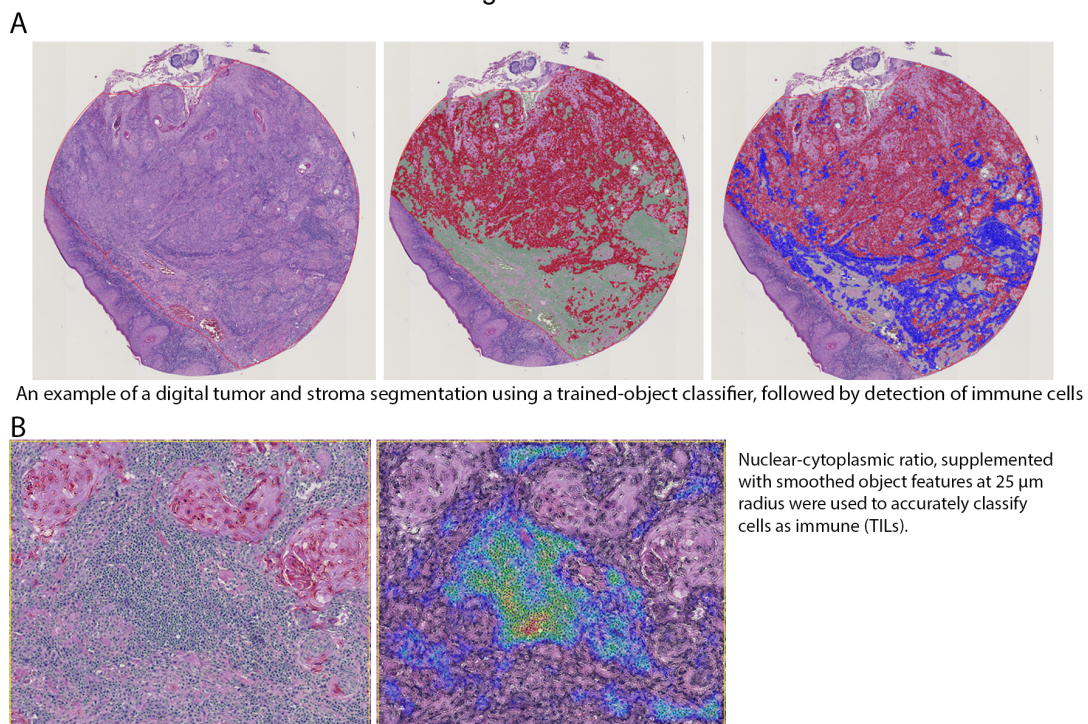 A
An example of a digital tumor and stroma segmentation using a trained-object classifier, followed by detection of immune cells
B
Nuclear-cytoplasmic ratio, supplemented
with smoothed object features at 25 µm
radius were used to accurately classify
cells as immune (TILs).